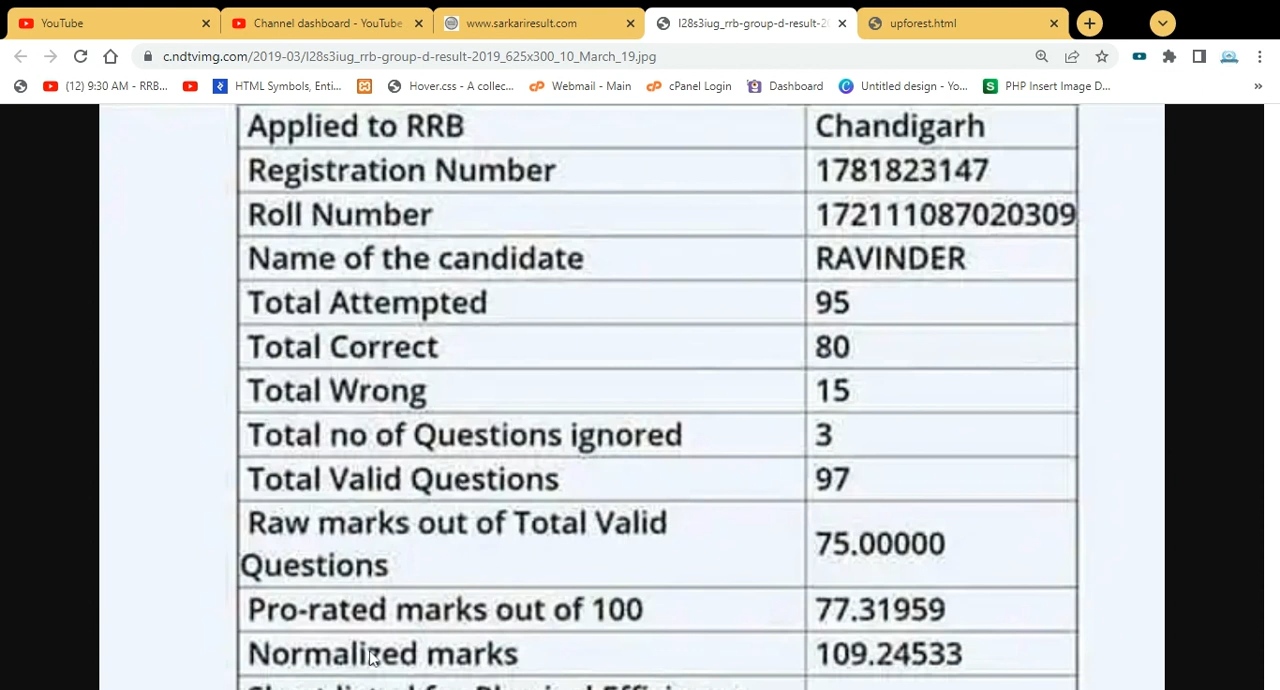 YouTube
Channel dashboard - YouTube
www.sarkariresult.com
l28s3iug_rrb-group-d-result-20
upforest.html
c.ndtvimg.com/2019-03/l28s3iug_rrb-group-d-result-2019_625x300_10_March_19.jpg
(12) 9:30 AM - RRB...
HTML Symbols, Enti...
Hover.css - A collec...
Webmail - Main
cPanel Login
Dashboard
Untitled design - Yo...
PHP Insert Image D...
Applied to RRB Chandigarh
Registration Number 1781823147
Roll Number 172111087020309
Name of the candidate RAVINDER
Total Attempted 95
Total Correct 80
Total Wrong 15
Total no of Questions ignored 3
Total Valid Questions 97
Raw marks out of Total Valid
Questions 75.00000
Pro-rated marks out of 100 77.31959
Normalized marks 109.24533